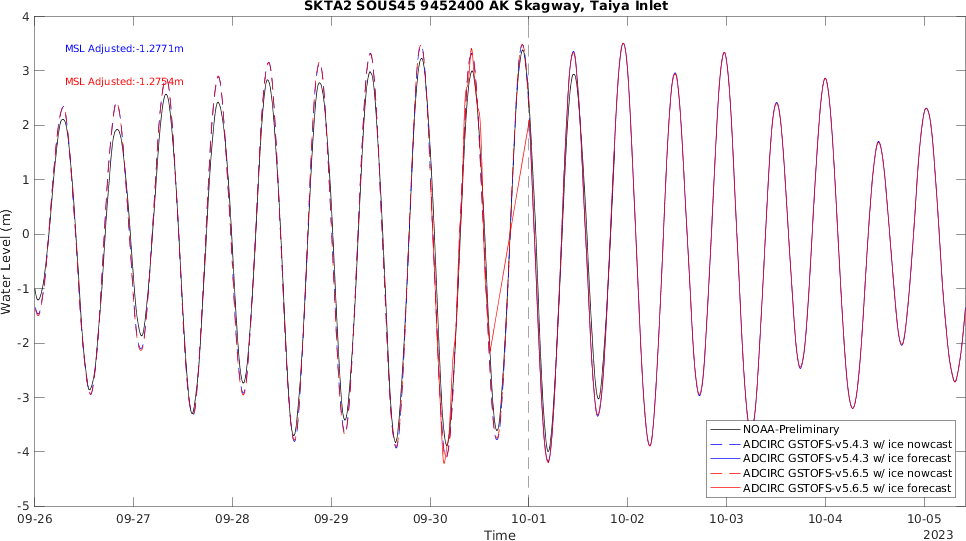 SKTA2 SOUS45 9452400 AK Skagway, Taiya Inlet
MSL Adjusted:-1.2771m
MSL Adjusted:-1.2754m
4
3
2
1
0
-1
-2
-3
-4
-5
Water Level (m)
NOAA-Preliminary
ADCIRC GSTOFS-v5.4.3 w/ ice nowcast
ADCIRC GSTOFS-v5.4.3 w/ ice forecast
ADCIRC GSTOFS-v5.6.5 w/ ice nowcast
ADCIRC GSTOFS-v5.6.5 w/ ice forecast
09-26 09-27 09-28 09-29 09-30 10-01 10-02 10-03 10-04 10-05
Time
2023